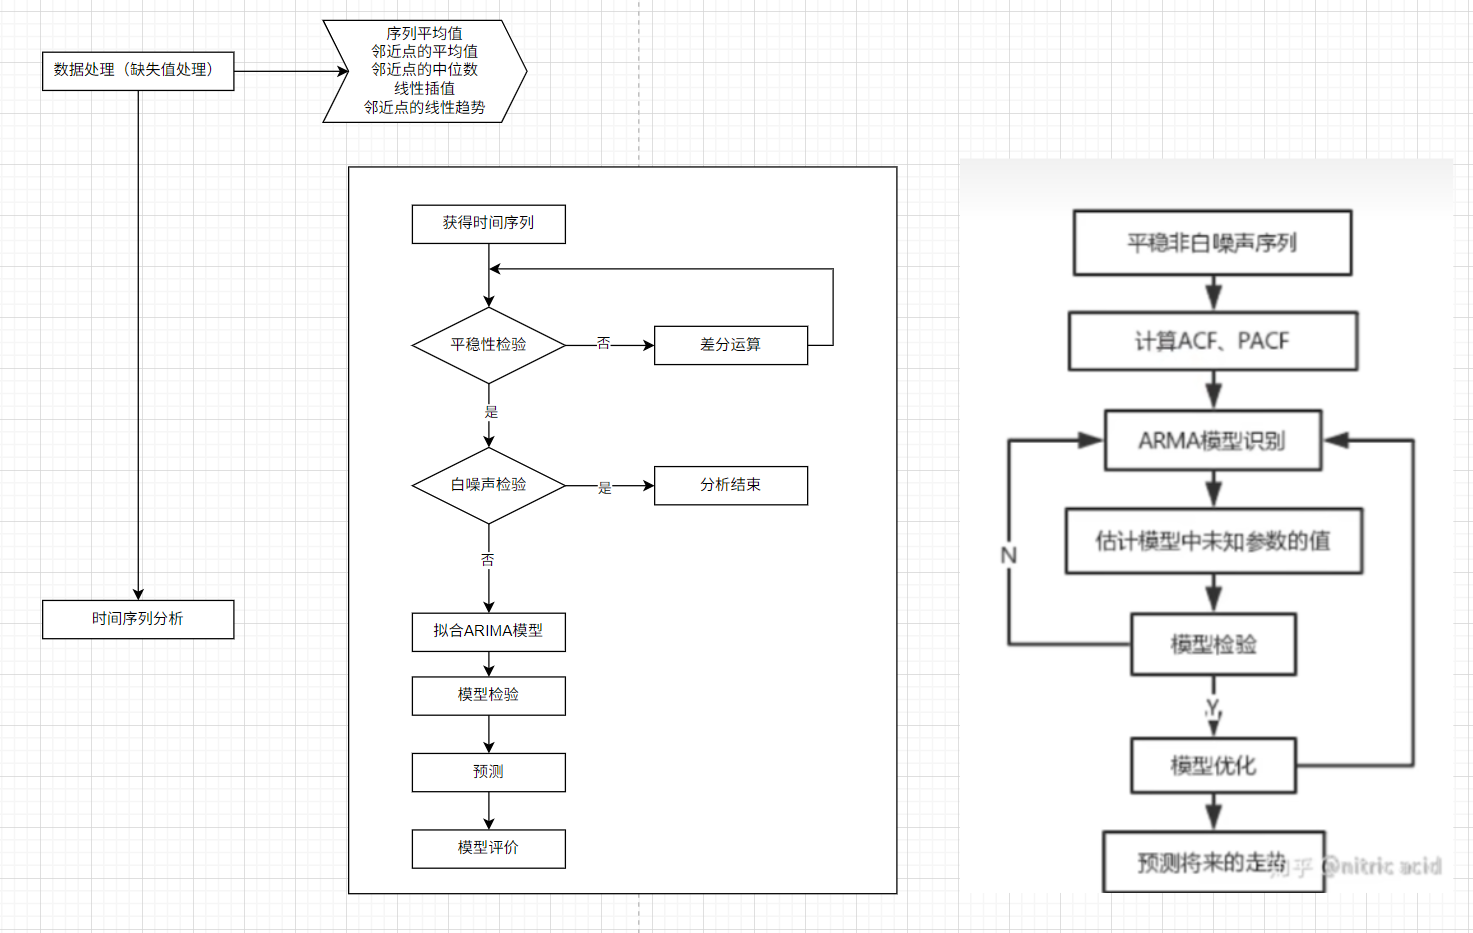 数据处理（缺失值处理）
序列平均值
邻近点的平均值
邻近点的中位数
线性插值
邻近点的线性趋势
时间序列分析
获得时间序列
平稳性检验
否
差分运算
是
白噪声检验
是
分析结束
否
拟合ARIMA模型
模型检验
预测
模型评价
平稳非白噪声序列
计算ACF、PACF
ARMA模型识别
估计模型中未知参数的值
N
模型检验
Y,
模型优化
预测将来的走势
知乎 @nitric acid